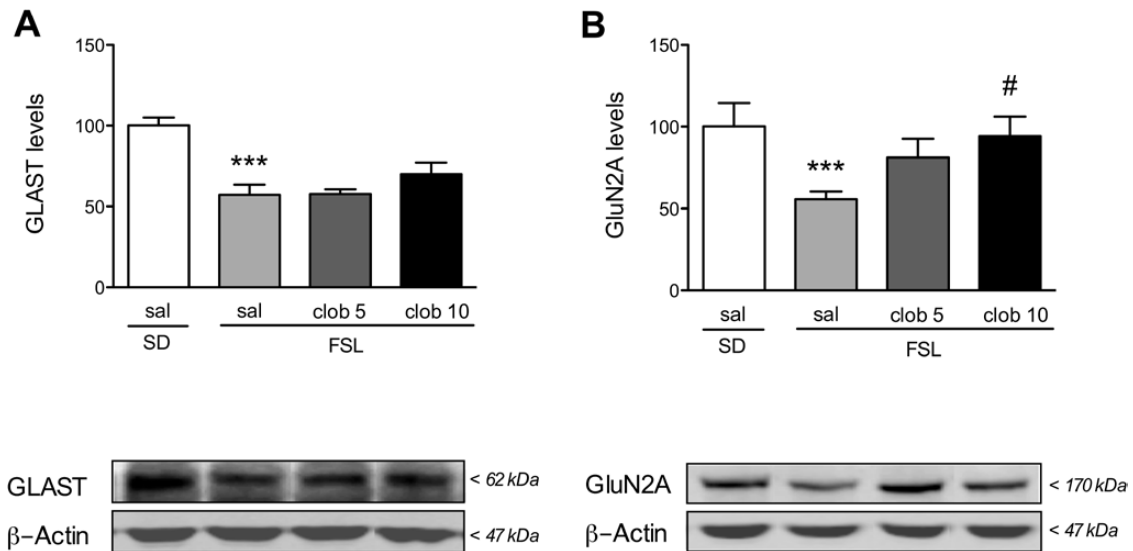 A
150
100
50
0
GLAST levels
***
sal
sal
clob 5
clob 10
SD
FSL
GLAST
< 62 kDa
β-Actin
< 47 kDa
B
150
100
50
0
GluN2A levels
***
#
sal
sal
clob 5
clob 10
SD
FSL
GluN2A
< 170 kDa
β-Actin
< 47 kDa